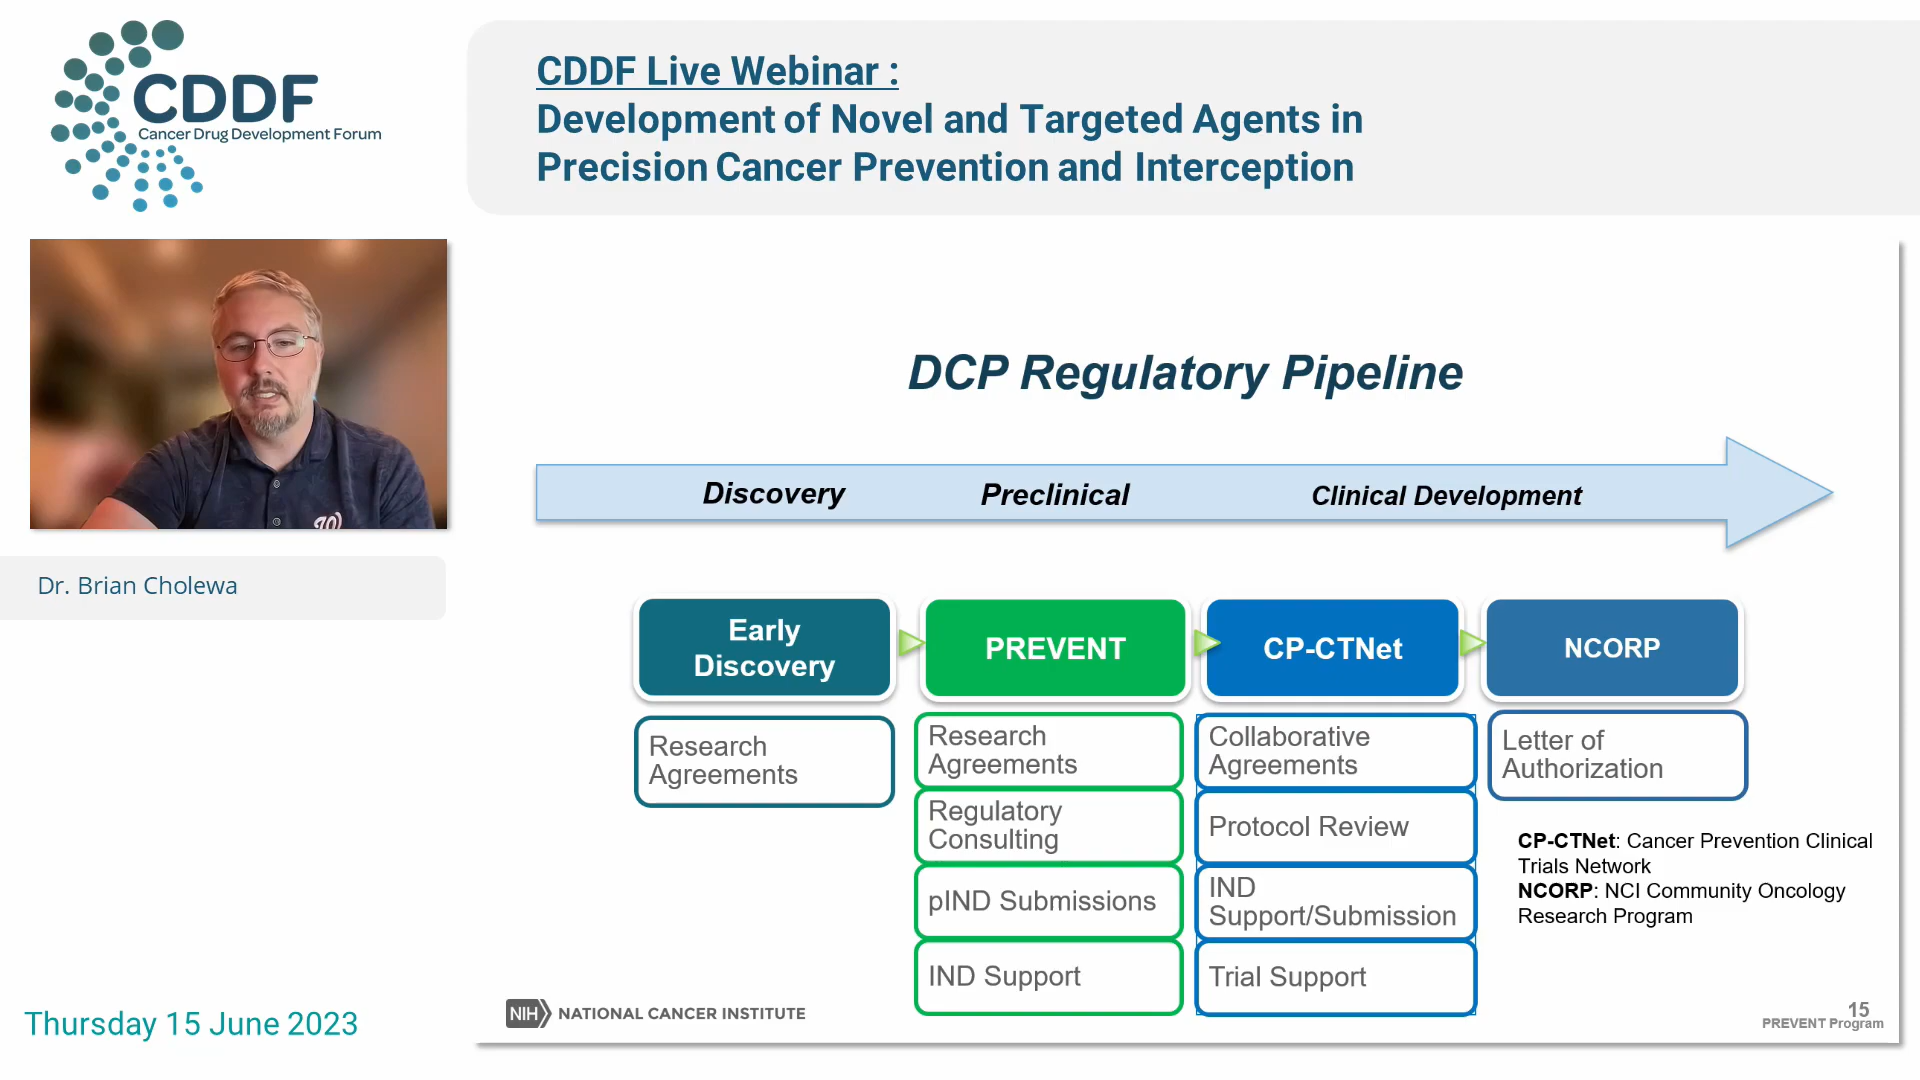 CDDF
Cancer Drug Development Forum
CDDF Live Webinar :
Development of Novel and Targeted Agents in
Precision Cancer Prevention and Interception
W
Dr. Brian Cholewa
Thursday 15 June 2023
DCP Regulatory Pipeline
Discovery Preclinical Clinical Development
Early
Discovery
Research
Agreements
PREVENT
Research
Agreements
Regulatory
Consulting
pIND Submissions
IND Support
CP-CTNet
Collaborative
Agreements
Protocol Review
IND
Support/Submission
Trial Support
NCORP
Letter of
Authorization
CP-CTNet: Cancer Prevention Clinical
Trials Network
NCORP: NCI Community Oncology
Research Program
NIH NATIONAL CANCER INSTITUTE
15
PREVENT Program